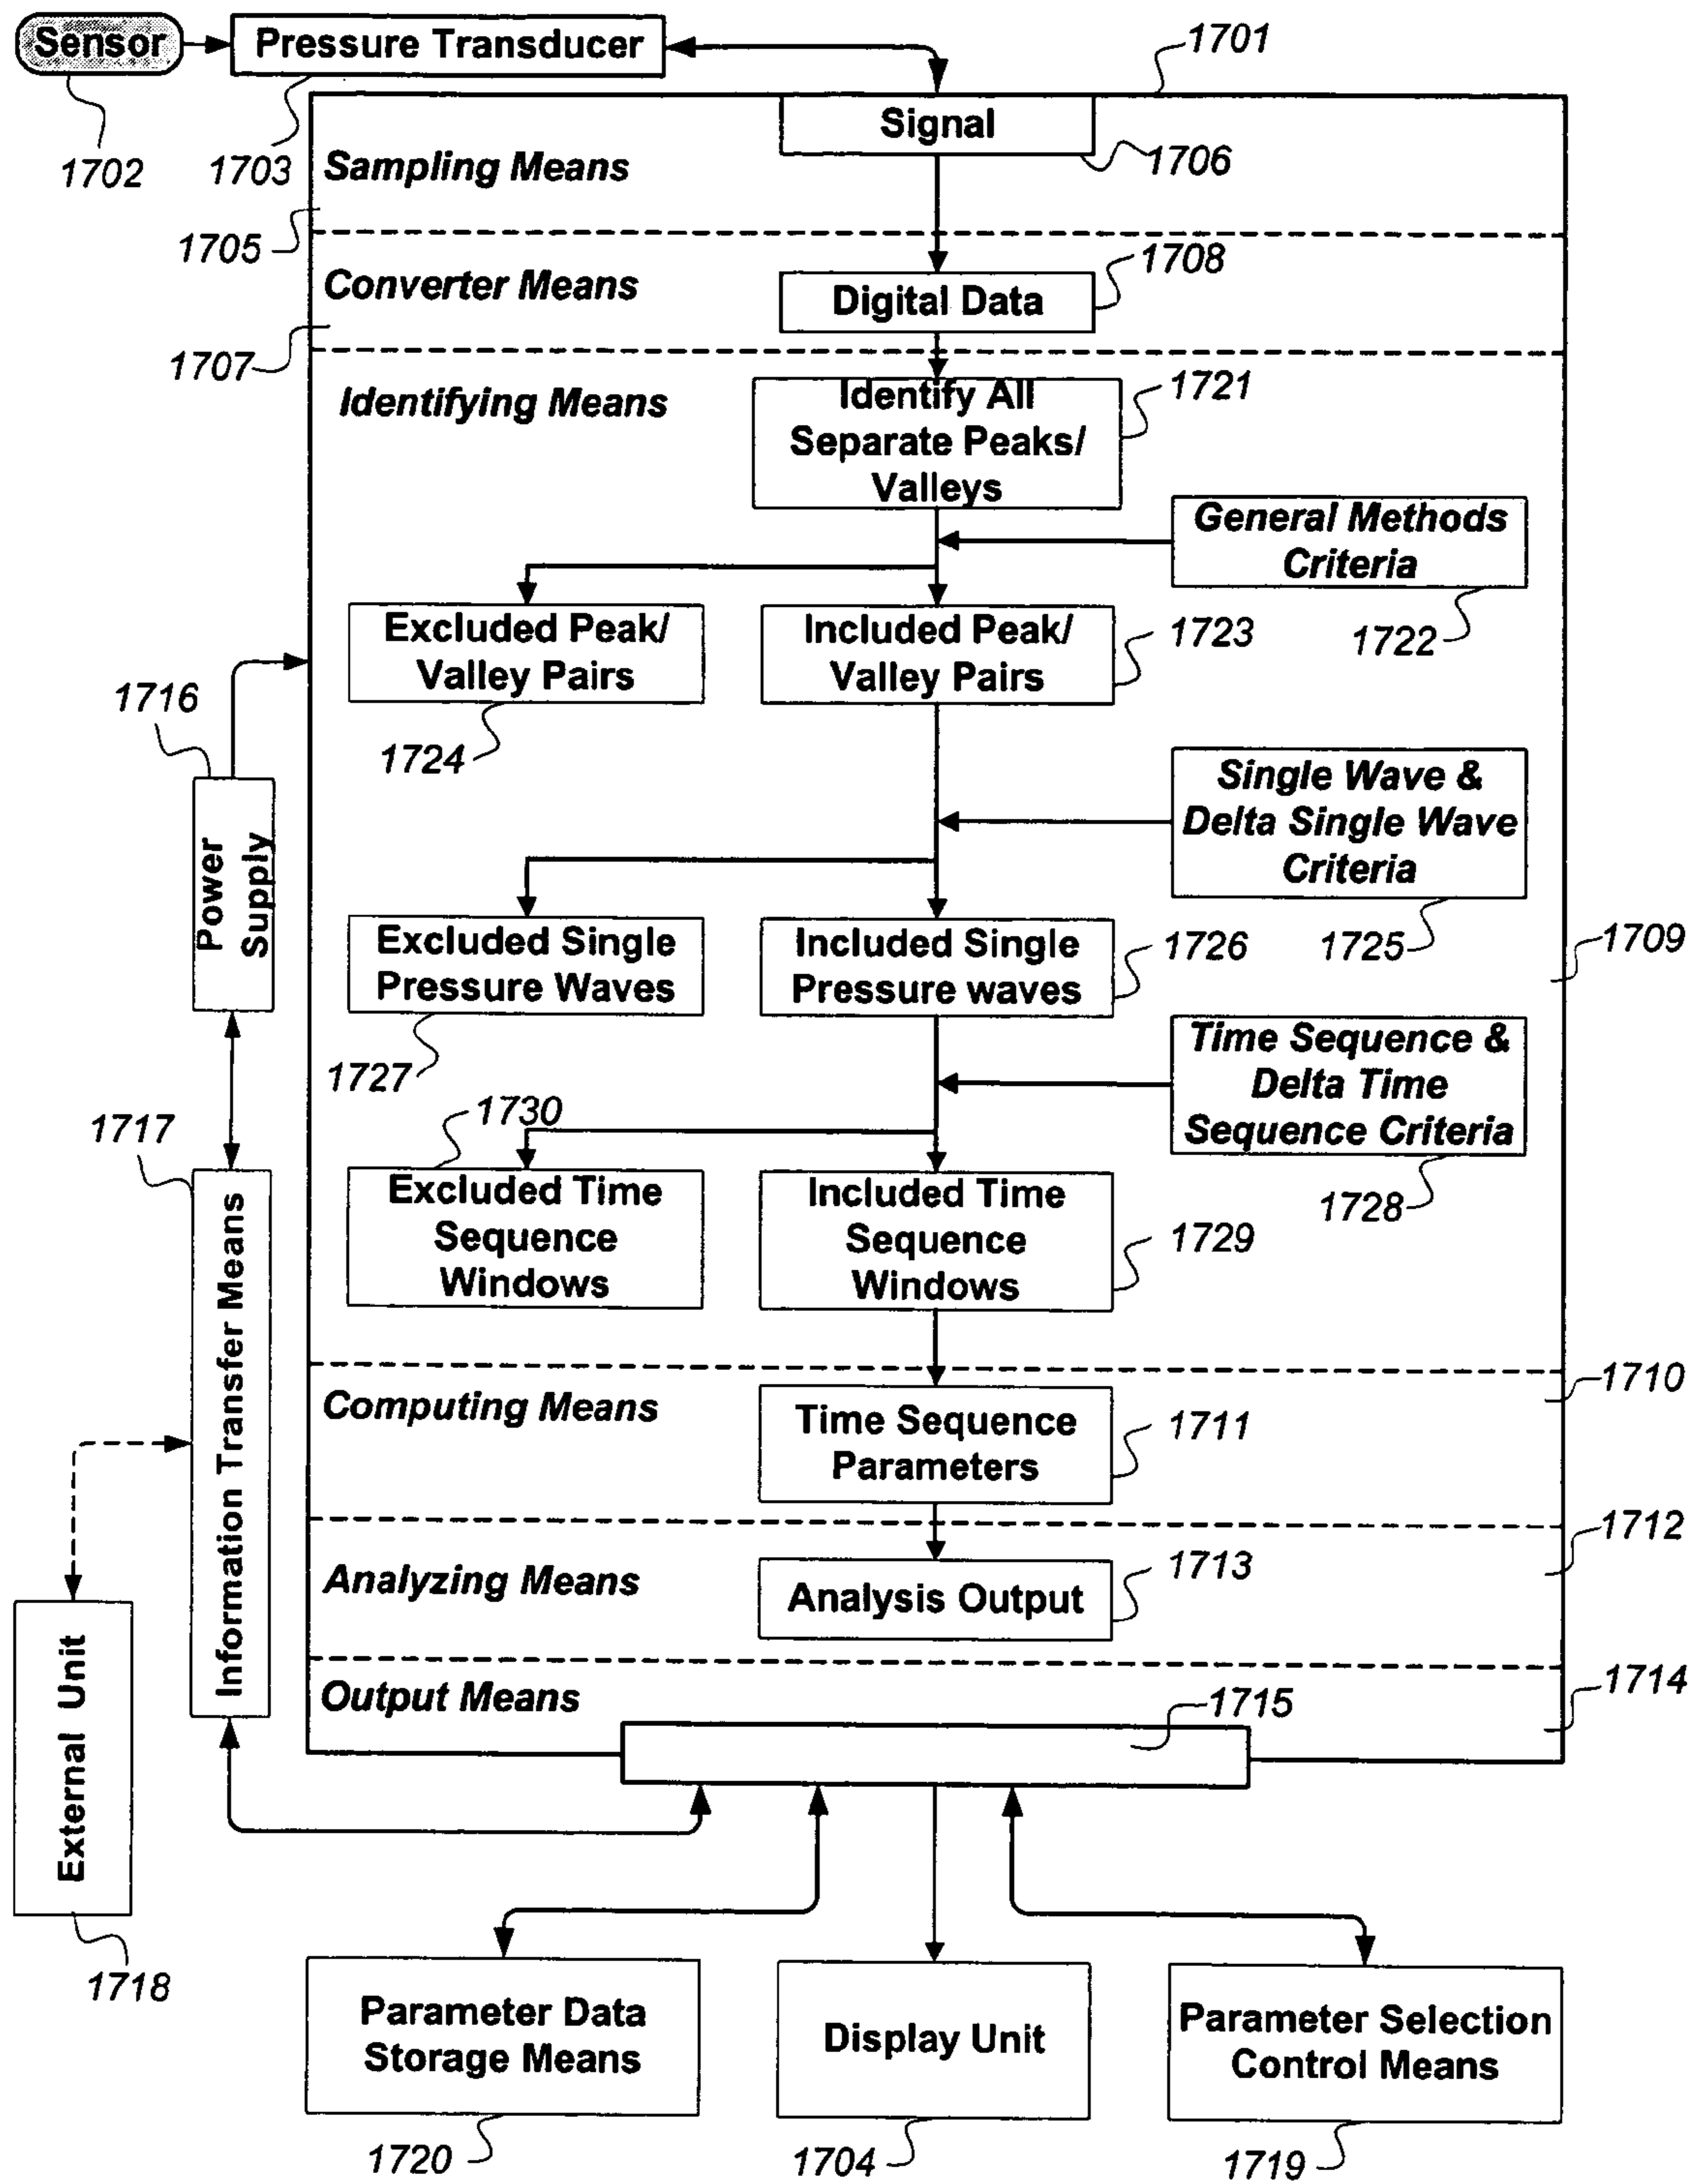 Sensor
Pressure Transducer
1701
1702
1703
Signal
1706
Sampling Means
1705
Converter Means
Digital Data
1708
1707
Identifying Means
Identify All
Separate Peaks/
Valleys
1721
General Methods
Criteria
1722
Excluded Peak/
Valley Pairs
1724
Included Peak/
Valley Pairs
1723
1716
Power
Supply
Single Wave &
Delta Single Wave
Criteria
1725
Excluded Single
Pressure Waves
1727
Included Single
Pressure waves
1726
1709
Time Sequence &
Delta Time
Sequence Criteria
1728
1730
Excluded Time
Sequence
Windows
Included Time
Sequence
Windows
1729
1717
Information Transfer Means
1710
Computing Means
Time Sequence
Parameters
1711
1712
Analyzing Means
Analysis Output
1713
Output Means
1715
1714
External Unit
1718
Parameter Data
Storage Means
1720
Display Unit
1704
Parameter Selection
Control Means
1719